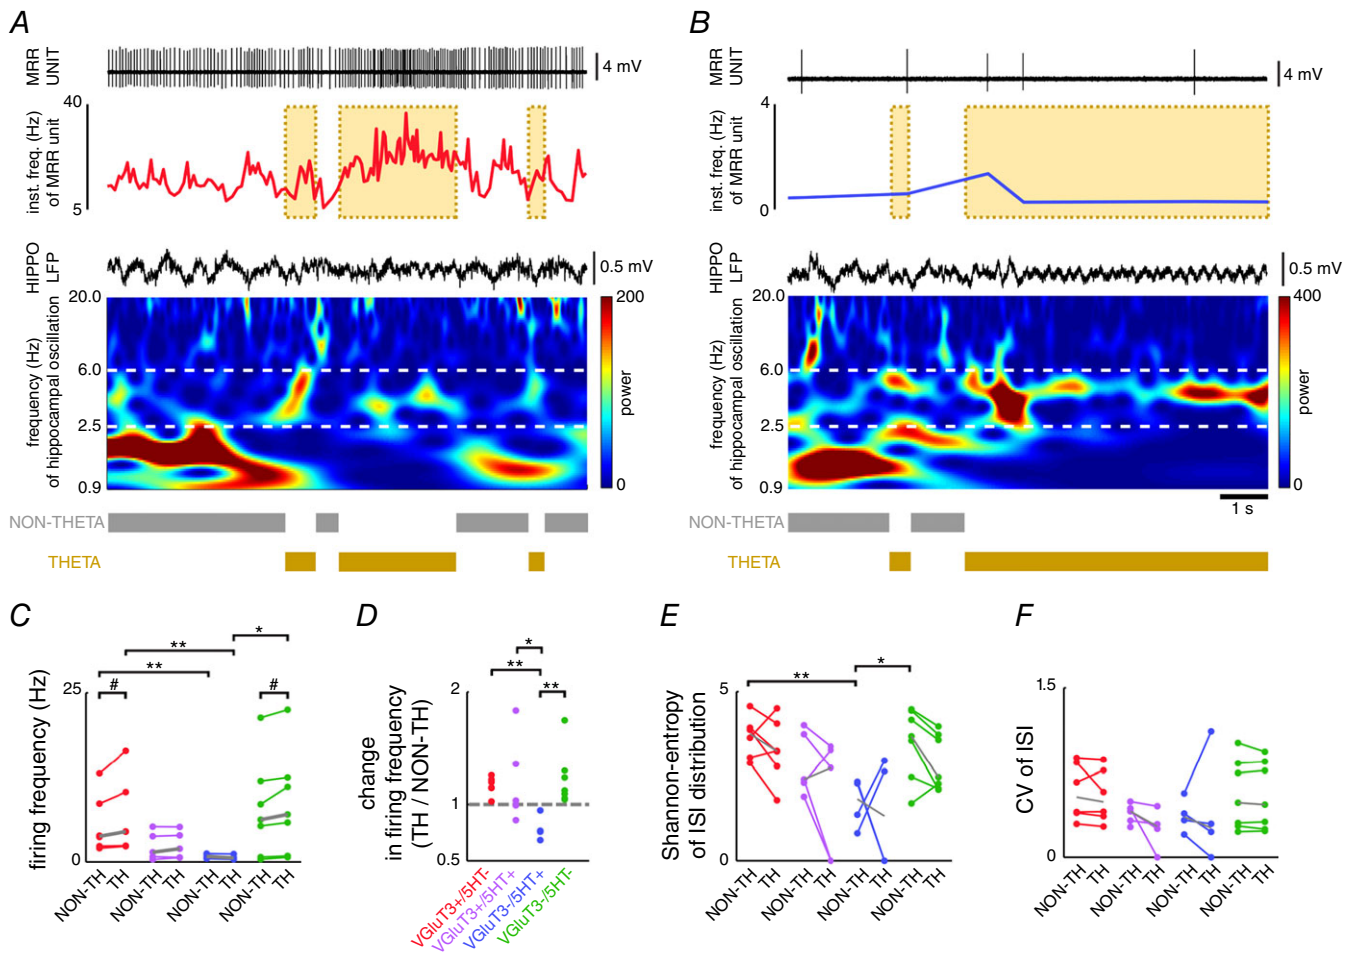 A
MRR
UNIT
4 mV
40
inst. freq. (Hz)
of MRR unit
5
HIPPO
LFP
0.5 mV
20.0
frequency (Hz)
of hippocampal oscillation
6.0
2.5
0.9
200
power
0
NON-THETA
THETA
B
MRR
UNIT
4 mV
4
inst. freq. (Hz)
of MRR unit
0
HIPPO
LFP
0.5 mV
20.0
frequency (Hz)
of hippocampal oscillation
6.0
2.5
0.9
400
power
0
1 s
NON-THETA
THETA
C
firing frequency (Hz)
25
0
**
**
*
#
#
NON-TH
TH
NON-TH
TH
NON-TH
TH
NON-TH
TH
D
change
in firing frequency
(TH / NON-TH)
2
1
0.5
*
**
**
VGluT3+/5HT-
VGluT3+/5HT+
VGluT3-/5HT+
VGluT3-/5HT-
E
Shannon-entropy
of ISI distribution
5
0
**
*
NON-TH
TH
NON-TH
TH
NON-TH
TH
NON-TH
TH
F
CV of ISI
1.5
0
NON-TH
TH
NON-TH
TH
NON-TH
TH
NON-TH
TH